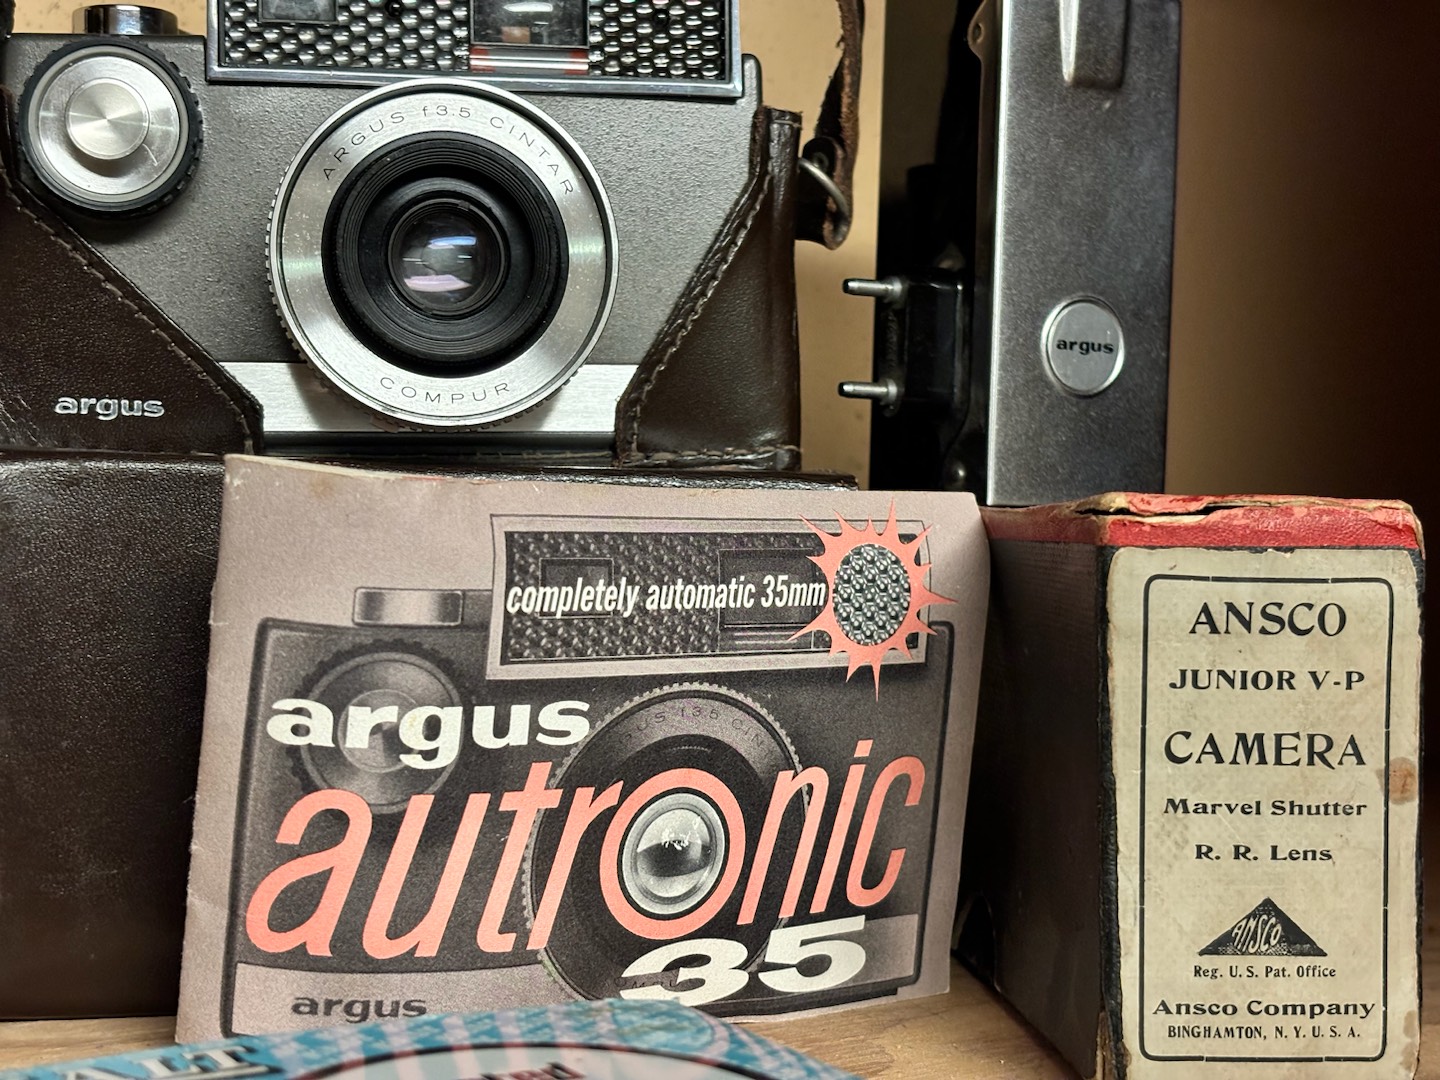 ARGUS f3.5 CINTAR
COMPUR
argus
argus
completely automatic 35mm
argus
autronic
35
argus
ANSCO
JUNIOR V-P
CAMERA
Marvel Shutter
R. R. Lens
ANSCO
Reg. U. S. Pat. Office
Ansco Company
BINGHAMTON, N. Y. U. S. A.